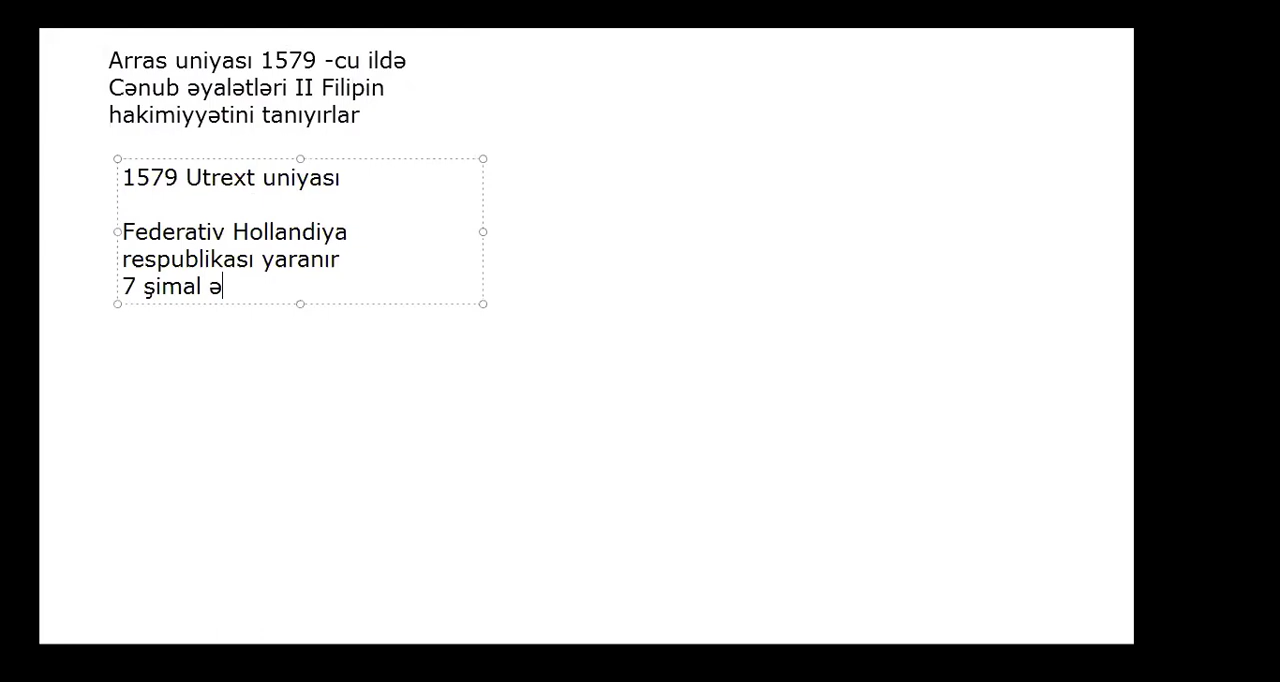 Arras uniyası 1579 -cu ildə
Cənub əyalətləri II Filipin
hakimiyyətini tanıyırlar
1579 Utrext uniyası
Federativ Hollandiya
respublikası yaranır
7 şimal ə